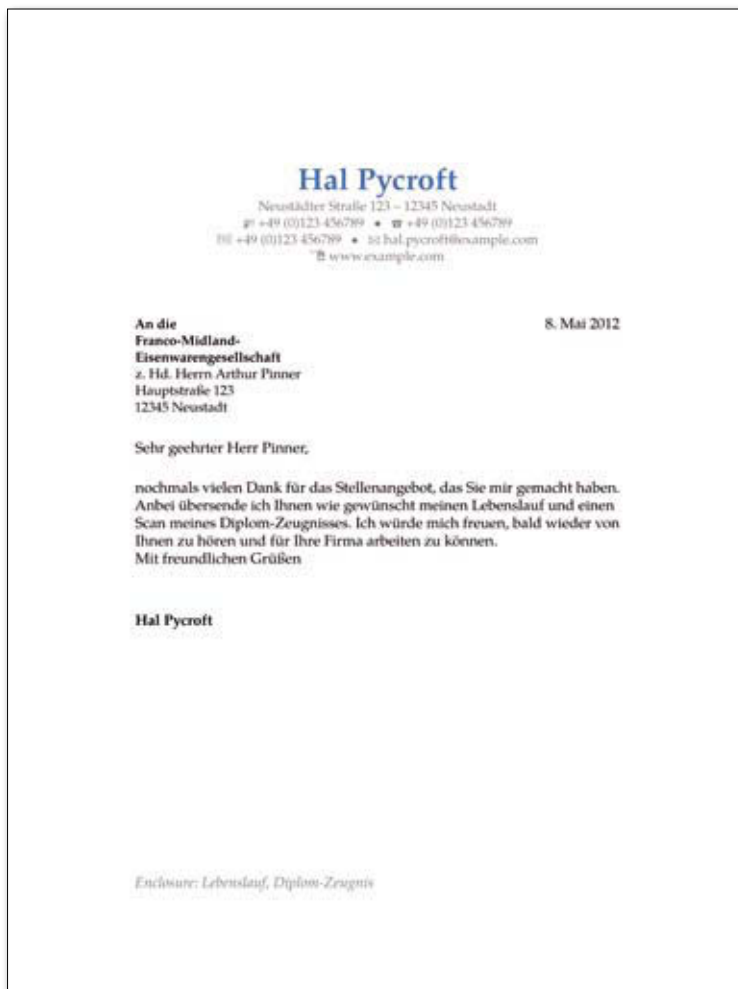 Hal Pycroft
Neustädter Straße 123 – 12345 Neustadt
+49 (0)123 456789 • ☎ +49 (0)123 456789
+49 (0)123 456789 • ✉ hal.pycroft@example.com
www.example.com
An die
8. Mai 2012
Franco-Midland-
Eisenwarengesellschaft
z. Hd. Herrn Arthur Pinner
Hauptstraße 123
12345 Neustadt
Sehr geehrter Herr Pinner,
nochmals vielen Dank für das Stellenangebot, das Sie mir gemacht haben.
Anbei übersende ich Ihnen wie gewünscht meinen Lebenslauf und einen
Scan meines Diplom-Zeugnisses. Ich würde mich freuen, bald wieder von
Ihnen zu hören und für Ihre Firma arbeiten zu können.
Mit freundlichen Grüßen
Hal Pycroft
Enclosure: Lebenslauf, Diplom-Zeugnis